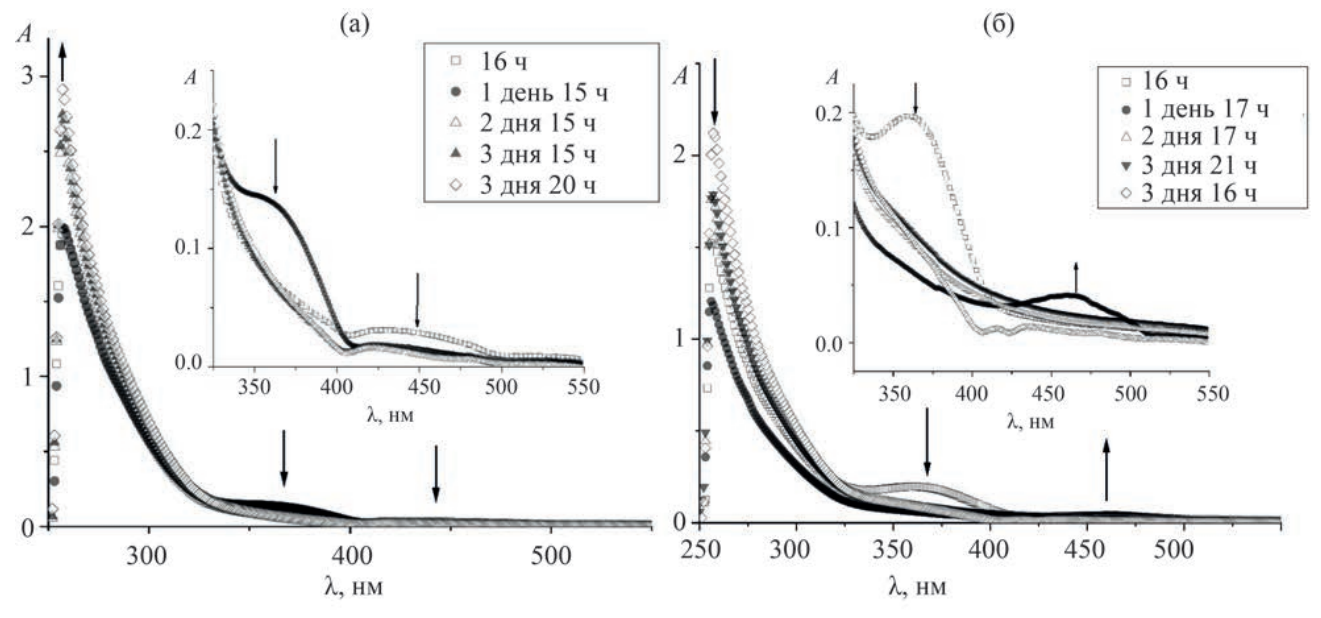 (а)
A
3
2
1
0
300
400
500
λ, нм
16 ч
1 день 15 ч
2 дня 15 ч
3 дня 15 ч
3 дня 20 ч
A
0.2
0.1
0.0
350
400
450
500
550
λ, нм
(б)
A
2
1
0
250
300
350
400
450
500
λ, нм
16 ч
1 день 17 ч
2 дня 17 ч
3 дня 21 ч
3 дня 16 ч
A
0.2
0.1
0.0
350
400
450
500
550
λ, нм